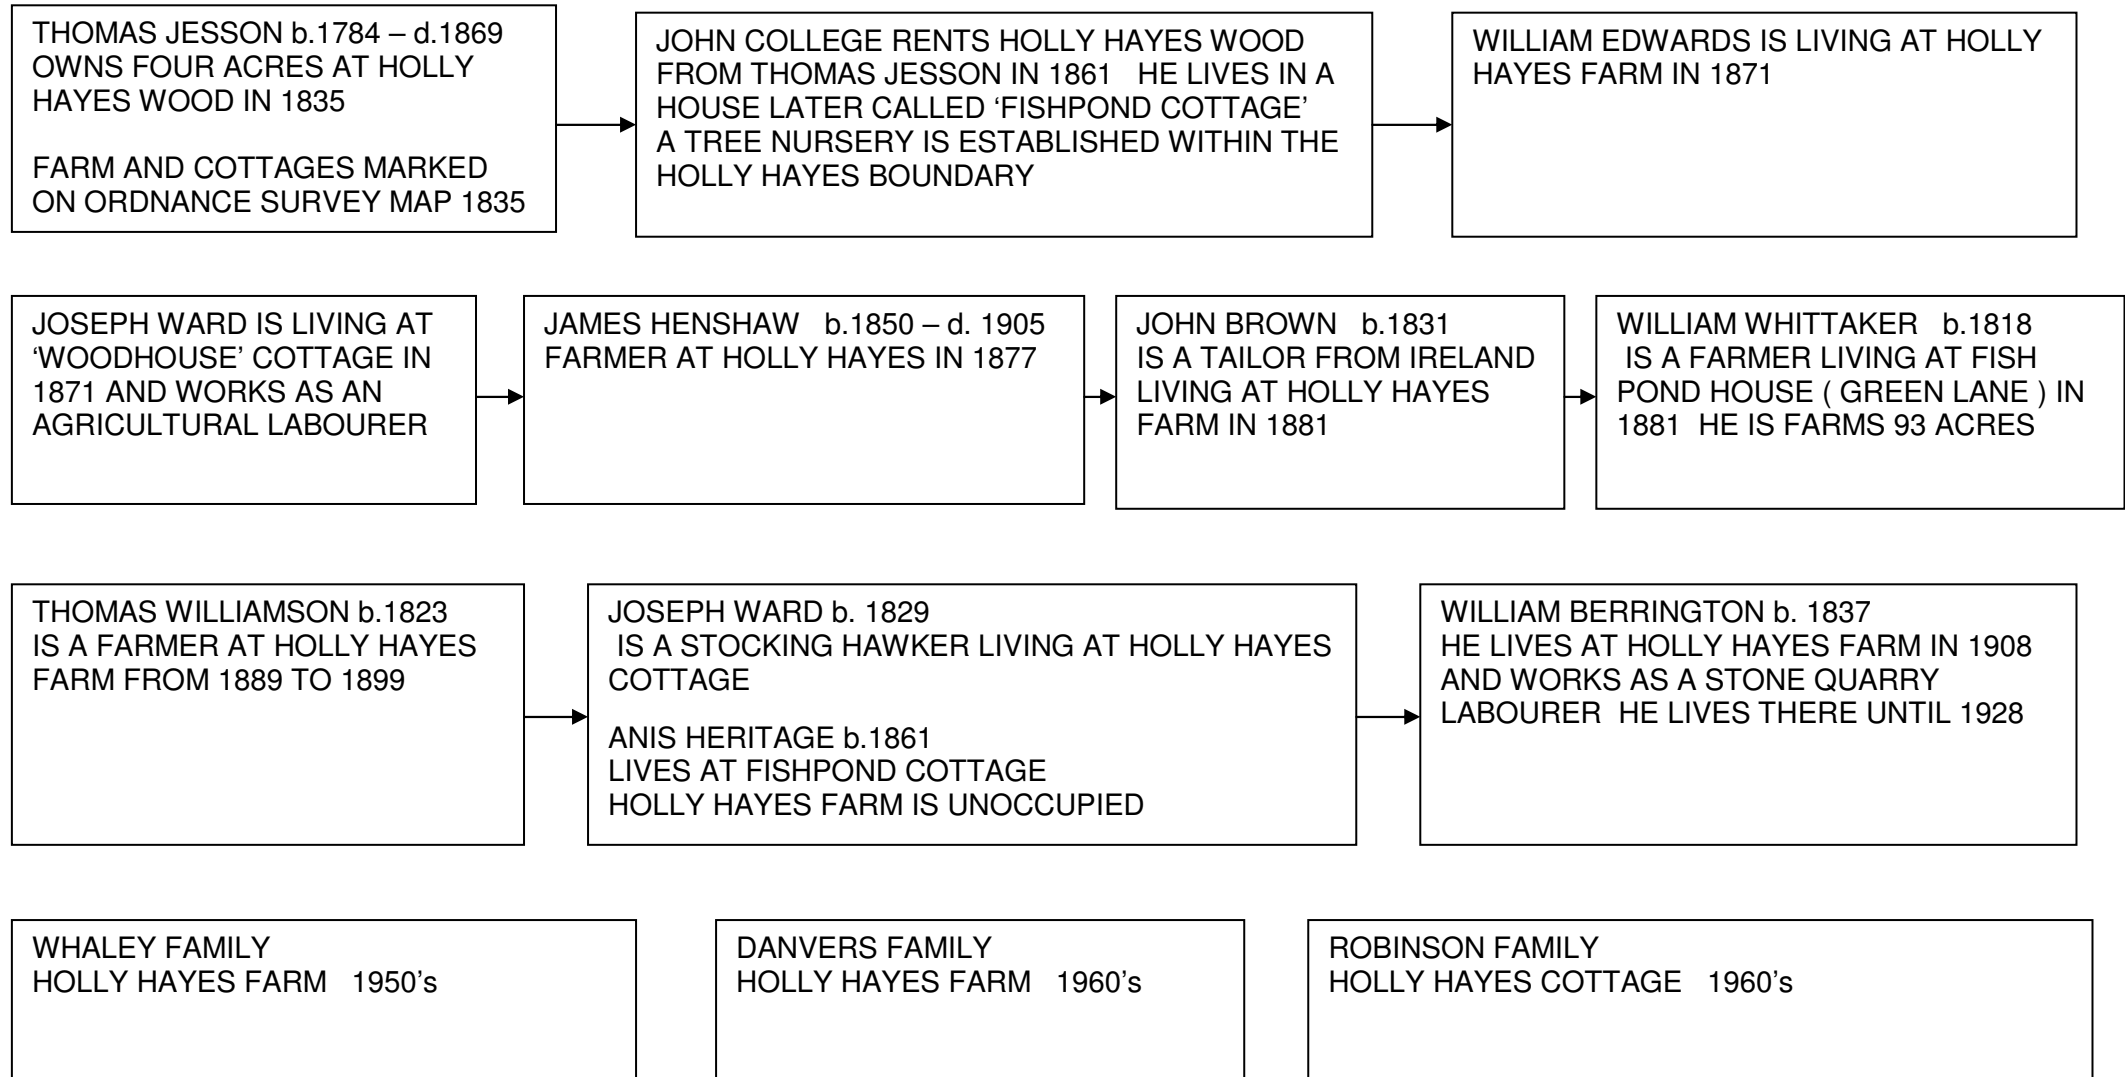 THOMAS JESSON b.1784 – d.1869
OWNS FOUR ACRES AT HOLLY
HAYES WOOD IN 1835
FARM AND COTTAGES MARKED
ON ORDNANCE SURVEY MAP 1835
JOHN COLLEGE RENTS HOLLY HAYES WOOD
FROM THOMAS JESSON IN 1861 HE LIVES IN A
HOUSE LATER CALLED ‘FISHPOND COTTAGE’
A TREE NURSERY IS ESTABLISHED WITHIN THE
HOLLY HAYES BOUNDARY
WILLIAM EDWARDS IS LIVING AT HOLLY
HAYES FARM IN 1871
JOSEPH WARD IS LIVING AT
‘WOODHOUSE’ COTTAGE IN
1871 AND WORKS AS AN
AGRICULTURAL LABOURER
JAMES HENSHAW b.1850 – d. 1905
FARMER AT HOLLY HAYES IN 1877
JOHN BROWN b.1831
IS A TAILOR FROM IRELAND
LIVING AT HOLLY HAYES
FARM IN 1881
WILLIAM WHITTAKER b.1818
IS A FARMER LIVING AT FISH
POND HOUSE ( GREEN LANE ) IN
1881 HE IS FARMS 93 ACRES
THOMAS WILLIAMSON b.1823
IS A FARMER AT HOLLY HAYES
FARM FROM 1889 TO 1899
JOSEPH WARD b. 1829
IS A STOCKING HAWKER LIVING AT HOLLY HAYES
COTTAGE
ANIS HERITAGE b.1861
LIVES AT FISHPOND COTTAGE
HOLLY HAYES FARM IS UNOCCUPIED
WILLIAM BERRINGTON b. 1837
HE LIVES AT HOLLY HAYES FARM IN 1908
AND WORKS AS A STONE QUARRY
LABOURER HE LIVES THERE UNTIL 1928
WHALEY FAMILY
HOLLY HAYES FARM 1950’s
DANVERS FAMILY
HOLLY HAYES FARM 1960’s
ROBINSON FAMILY
HOLLY HAYES COTTAGE 1960’s